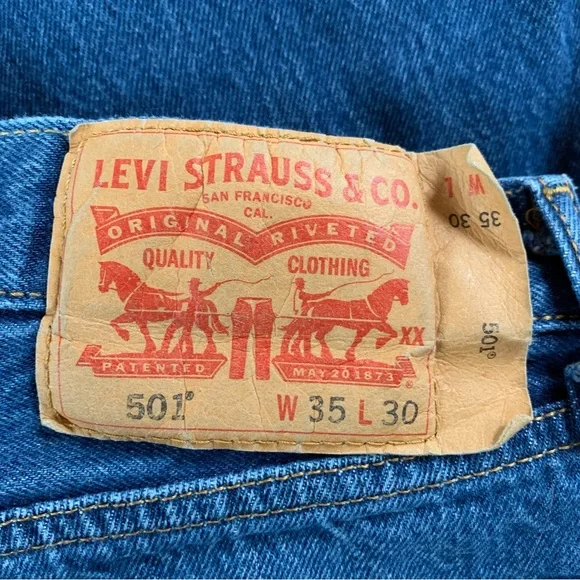 LEVI STRAUSS & CO.
SAN FRANCISCO
CAL.
ORIGINAL RIVETED
QUALITY CLOTHING
XX
PATENTED MAY 20 1873
®
501® W 35 L 30
W L
35 30
501®